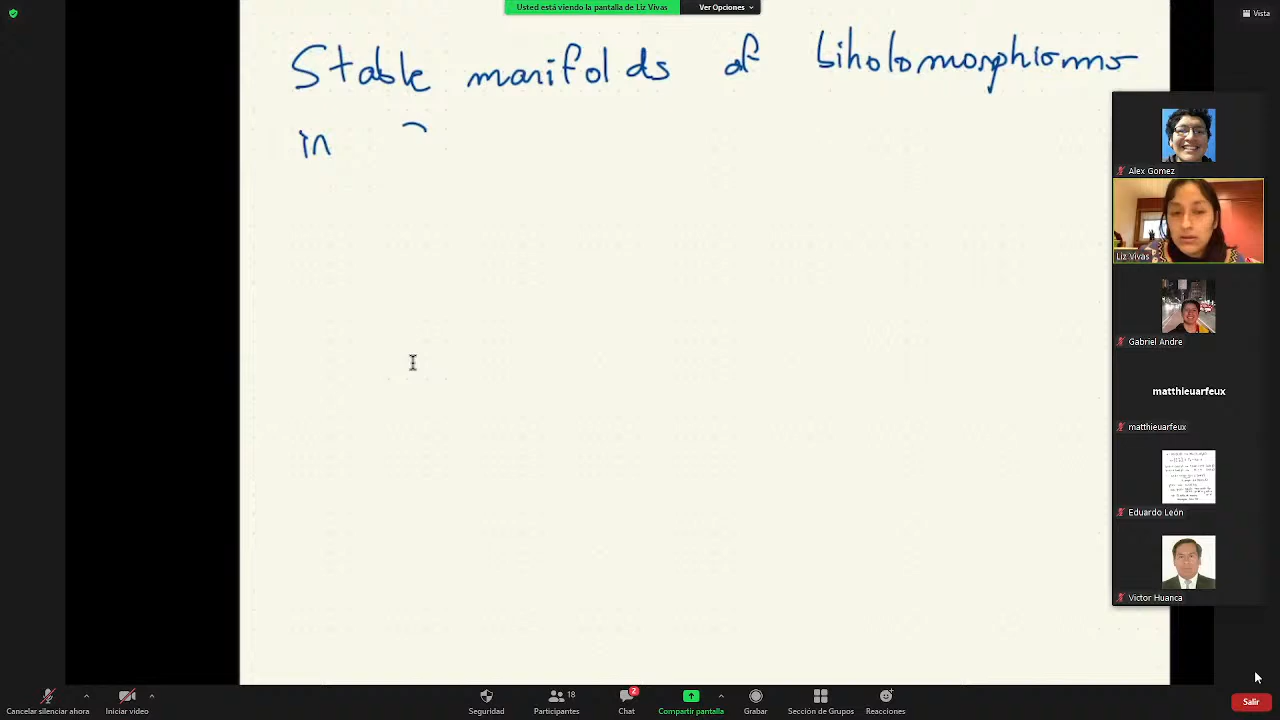 Usted está viendo la pantalla de Liz Vivas
Ver Opciones
Vista
Stable manifolds of biholomorphisms
in
Alex Gomez
Liz Vivas
Gabriel Andre
matthieuarfeux
matthieuarfeux
Eduardo León
Victor Huanca
Cancelar silenciar ahora
Iniciar video
Seguridad
18
Participantes
2
Chat
Compartir pantalla
Grabar
Sección de Grupos
Reacciones
Salir